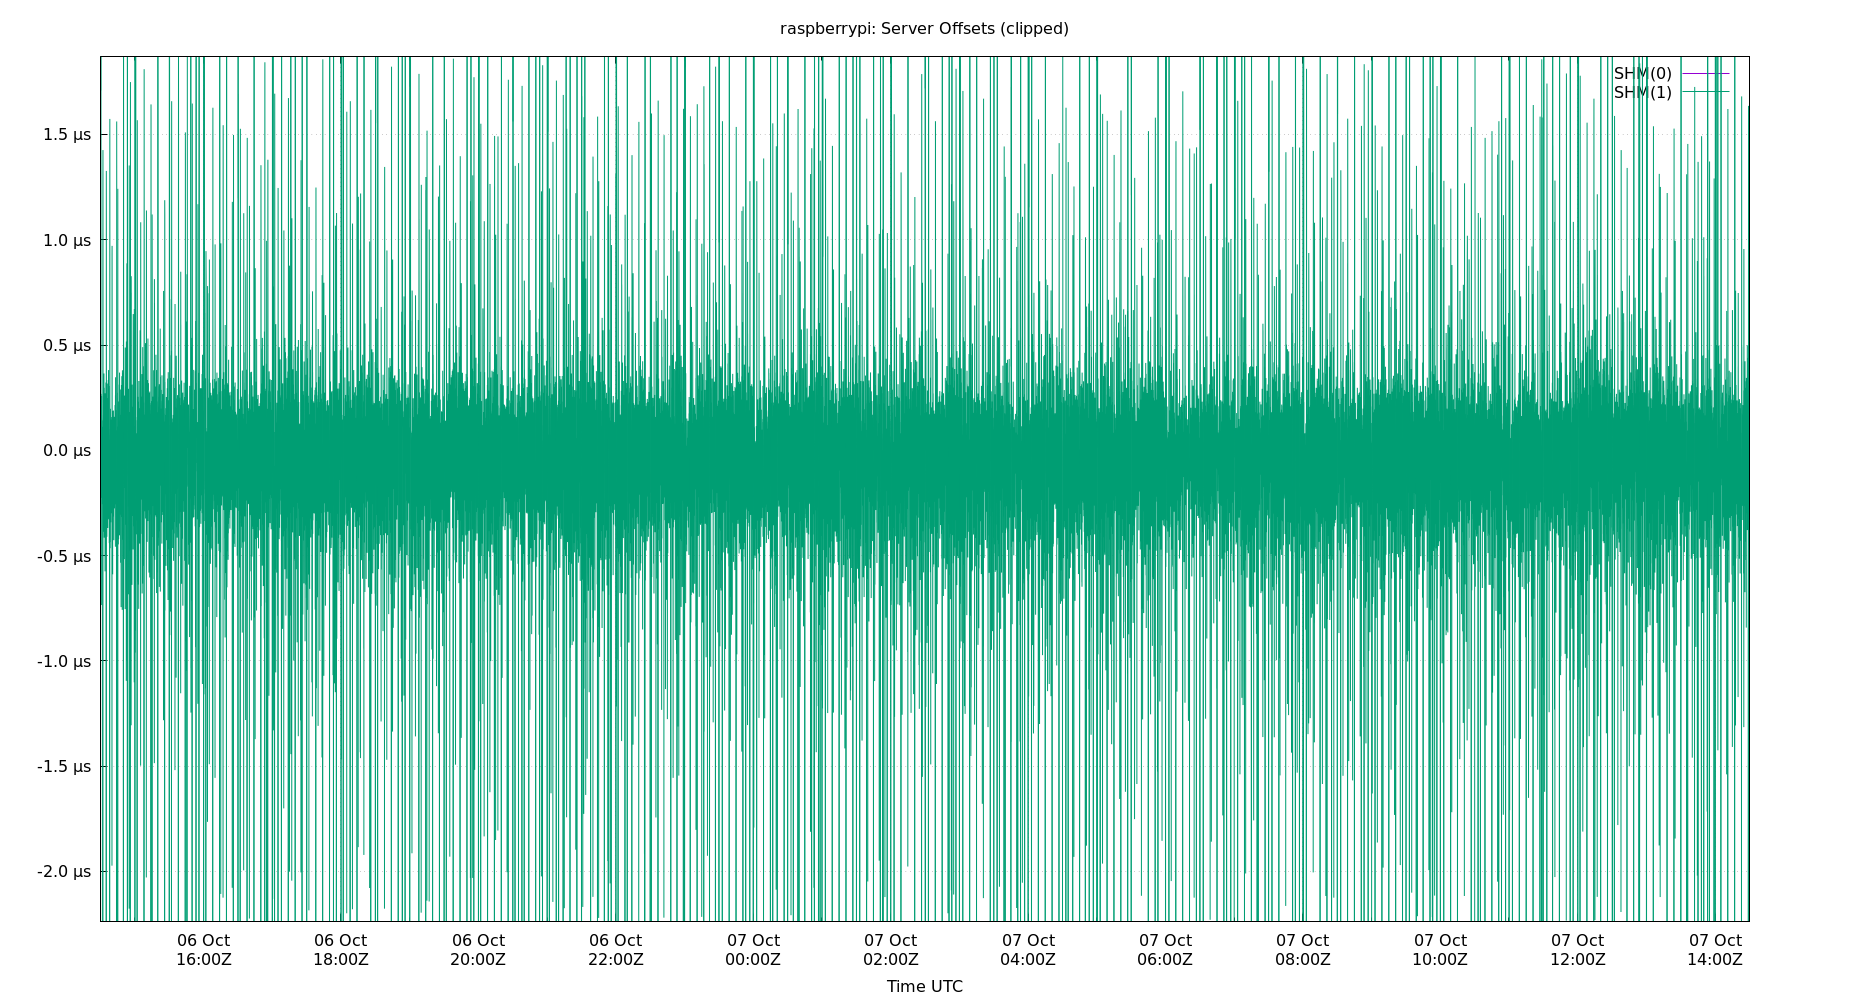 raspberrypi: Server Offsets (clipped)
SHM(0)
SHM(1)
1.5 µs
1.0 µs
0.5 µs
0.0 µs
-0.5 µs
-1.0 µs
-1.5 µs
-2.0 µs
06 Oct 06 Oct 06 Oct 06 Oct 07 Oct 07 Oct 07 Oct 07 Oct 07 Oct 07 Oct 07 Oct 07 Oct
16:00Z 18:00Z 20:00Z 22:00Z 00:00Z 02:00Z 04:00Z 06:00Z 08:00Z 10:00Z 12:00Z 14:00Z
Time UTC